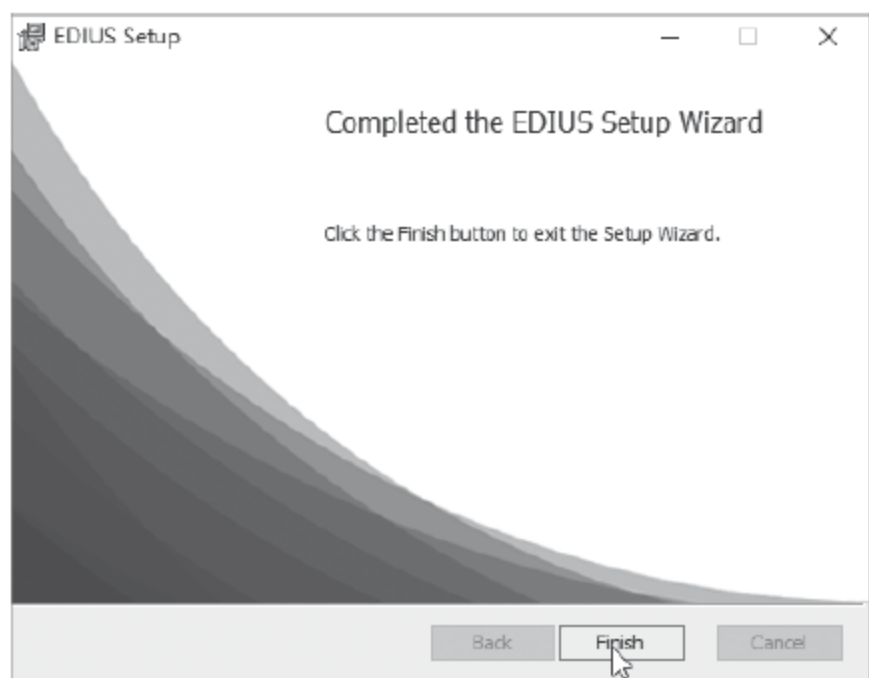 EDIUS Setup
Completed the EDIUS Setup Wizard
Click the Finish button to exit the Setup Wizard.
Back
Finish
Cancel